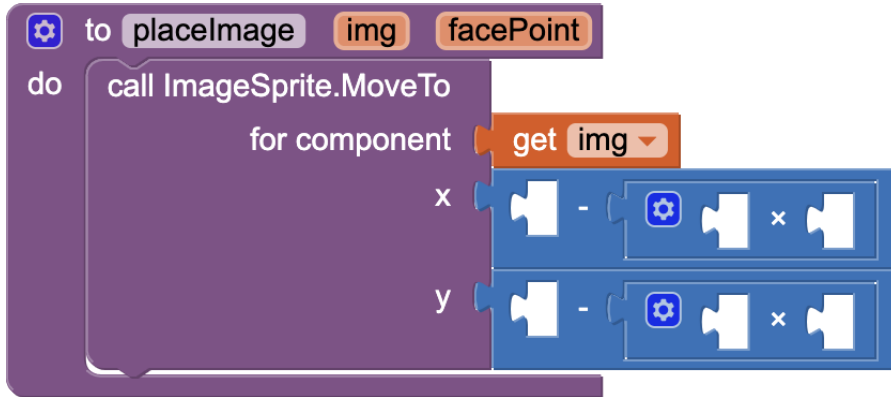 to placeImage img facePoint
do call ImageSprite.MoveTo
for component get img
x - ×
y - ×